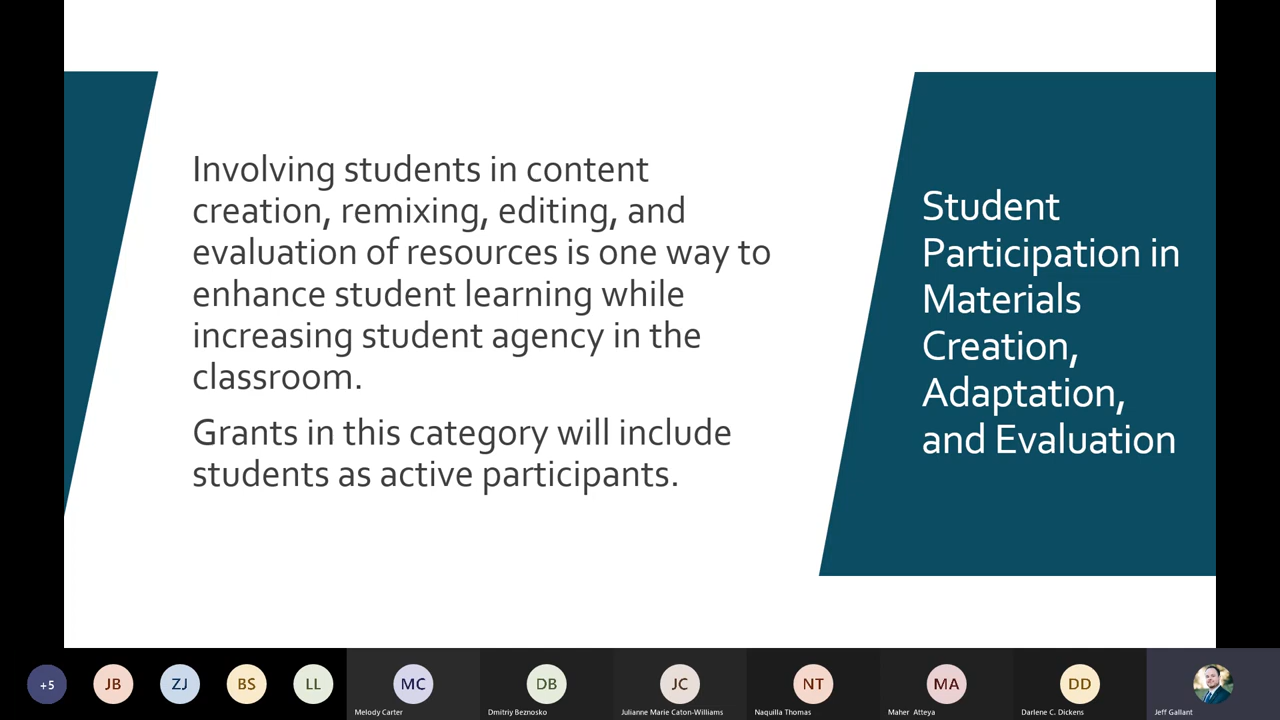 Involving students in content
creation, remixing, editing, and
evaluation of resources is one way to
enhance student learning while
increasing student agency in the
classroom.
Grants in this category will include
students as active participants.
Student
Participation in
Materials
Creation,
Adaptation,
and Evaluation
+5
JB
ZJ
BS
LL
MC
Melody Carter
DB
Dmitriy Beznosko
JC
Julianne Marie Caton-Williams
NT
Naquilla Thomas
MA
Maher Atteya
DD
Darlene C. Dickens
Jeff Gallant